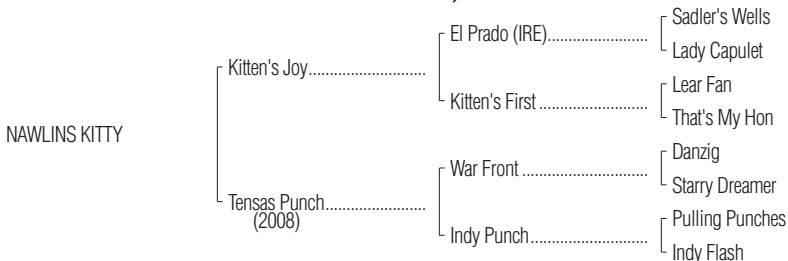 Sadler's Wells
El Prado (IRE)
Lady Capulet
Kitten's Joy
Lear Fan
Kitten's First
That's My Hon
NAWLINS KITTY
Danzig
War Front
Starry Dreamer
Tensas Punch
(2008)
Pulling Punches
Indy Punch
Indy Flash